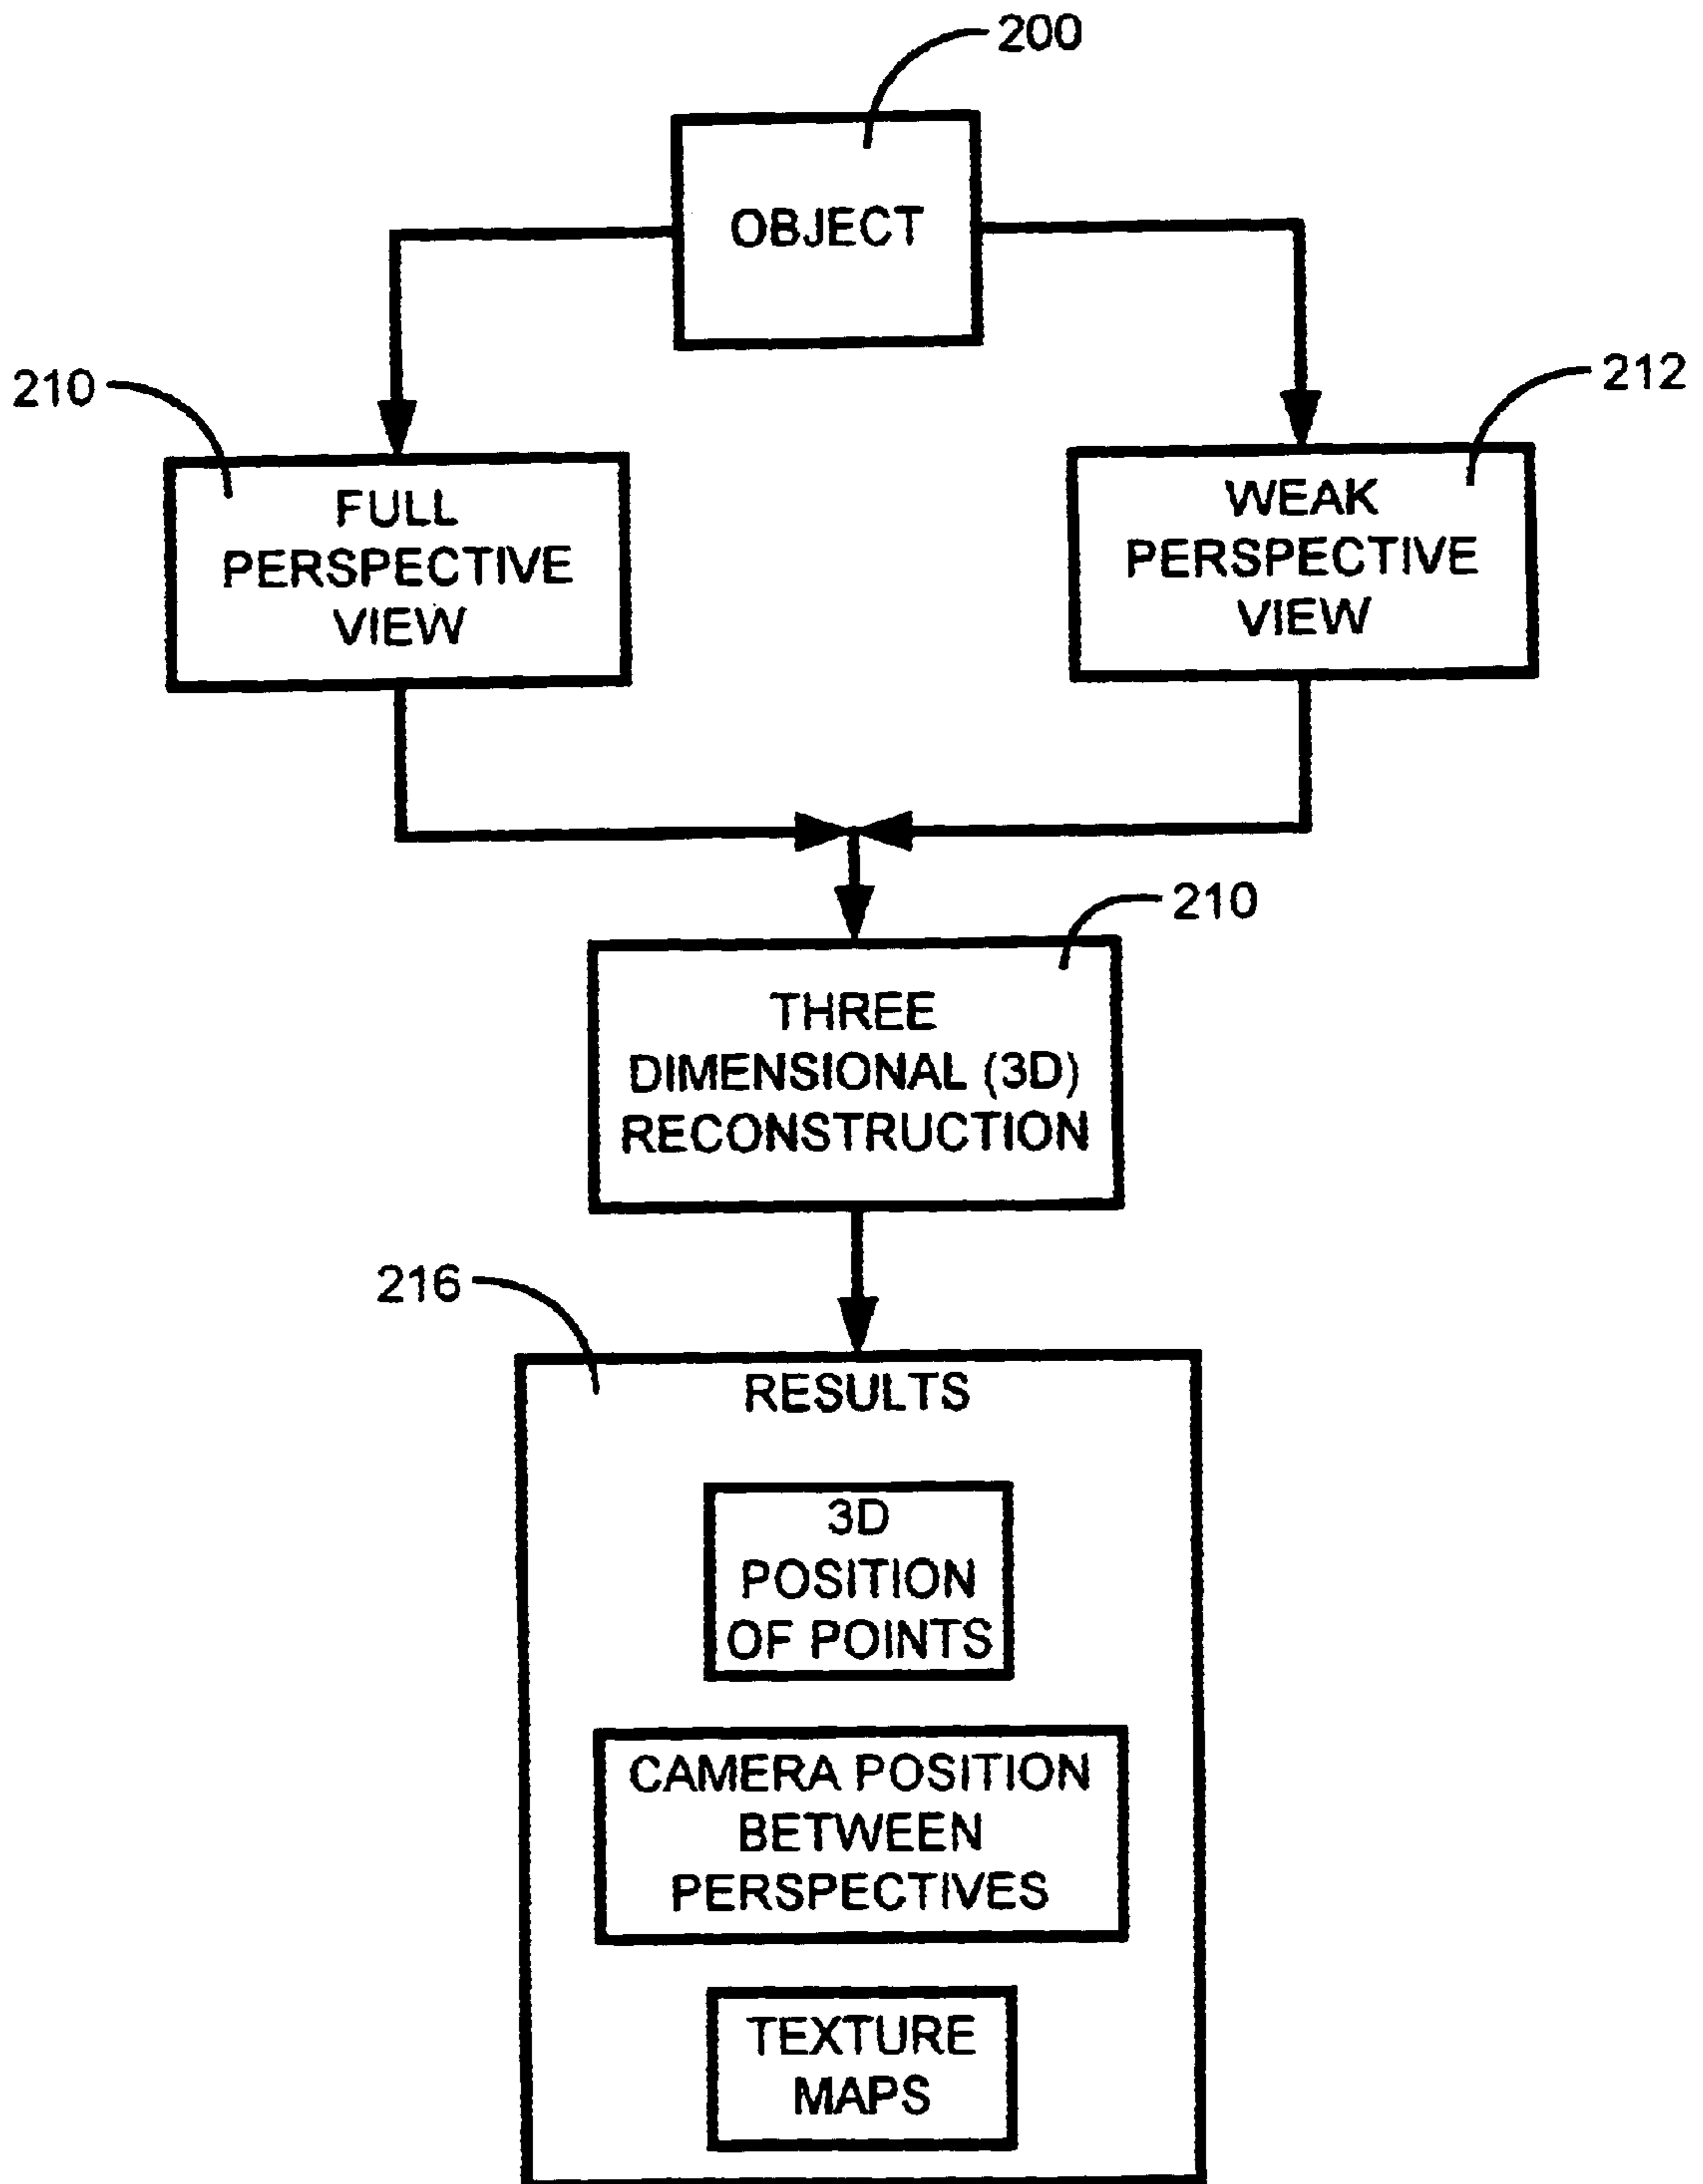 200
OBJECT
210
212
FULL
PERSPECTIVE
VIEW
WEAK
PERSPECTIVE
VIEW
210
THREE
DIMENSIONAL (3D)
RECONSTRUCTION
216
RESULTS
3D
POSITION
OF POINTS
CAMERA POSITION
BETWEEN
PERSPECTIVES
TEXTURE
MAPS